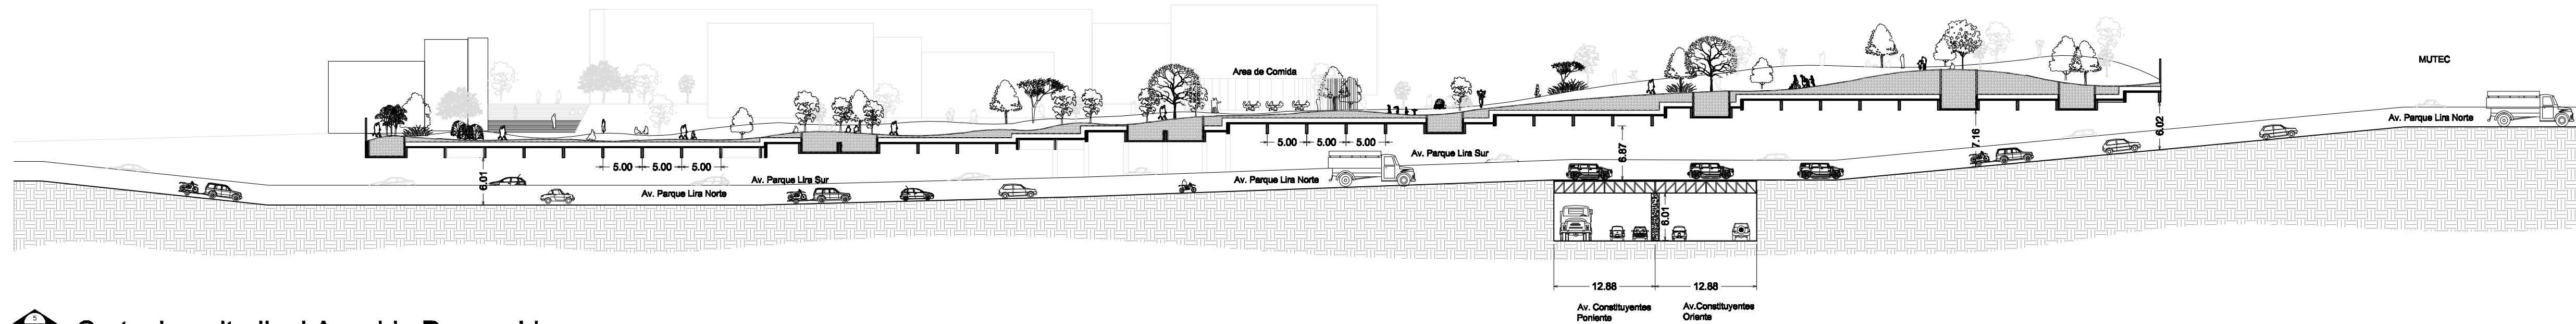 MUTEC
Area de Comida
Av. Parque Lira Norte
6.02
7.16
6.87
5.00 5.00 5.00
Av. Parque Lira Sur
5.00 5.00 5.00
6.01
Av. Parque Lira Sur
Av. Parque Lira Norte
Av. Parque Lira Norte
6.01
12.88 12.88
Av. Constituyentes
Poniente
Av.Constituyentes
Oriente
5